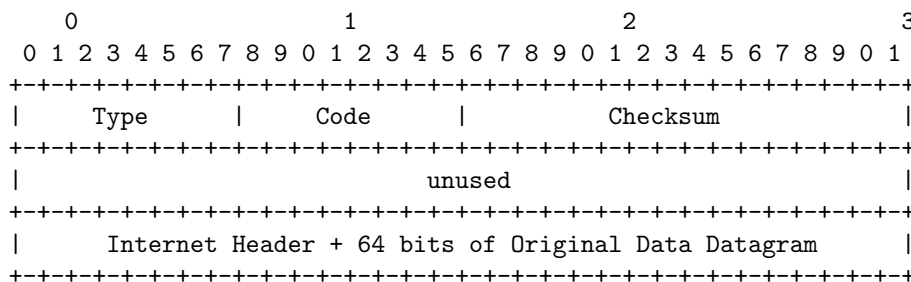 0 1 2 3
0 1 2 3 4 5 6 7 8 9 0 1 2 3 4 5 6 7 8 9 0 1 2 3 4 5 6 7 8 9 0 1
+-+-+-+-+-+-+-+-+-+-+-+-+-+-+-+-+-+-+-+-+-+-+-+-+-+-+-+-+-+-+-+-+
| Type | Code | Checksum |
+-+-+-+-+-+-+-+-+-+-+-+-+-+-+-+-+-+-+-+-+-+-+-+-+-+-+-+-+-+-+-+-+
| unused |
+-+-+-+-+-+-+-+-+-+-+-+-+-+-+-+-+-+-+-+-+-+-+-+-+-+-+-+-+-+-+-+-+
| Internet Header + 64 bits of Original Data Datagram |
+-+-+-+-+-+-+-+-+-+-+-+-+-+-+-+-+-+-+-+-+-+-+-+-+-+-+-+-+-+-+-+-+